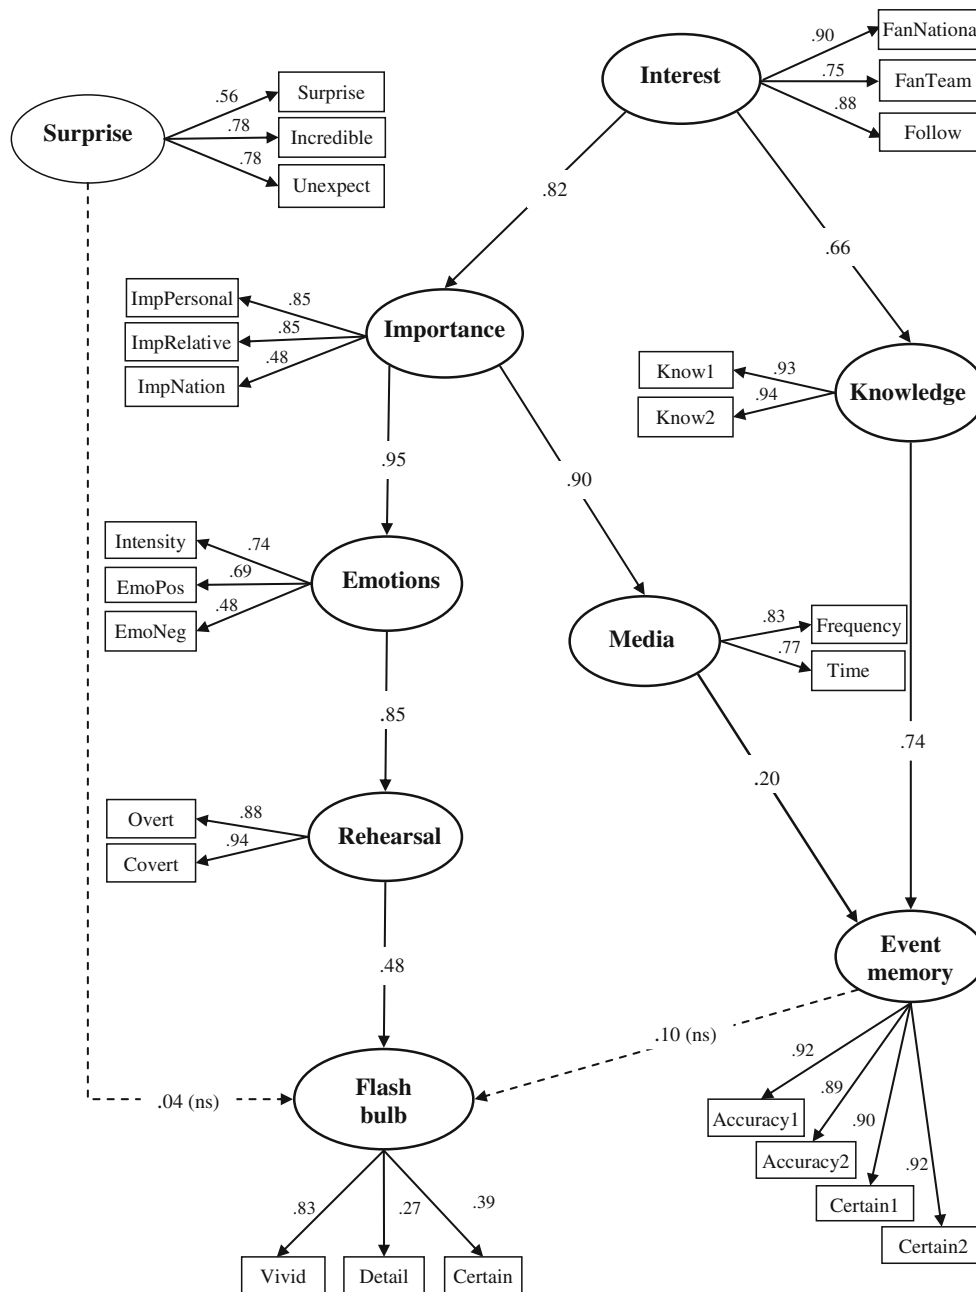 Interest
.90
.75
.88
FanNationa
FanTeam
Follow
Surprise
.56
.78
.78
Surprise
Incredible
Unexpect
.82
.66
ImpPersonal
ImpRelative
ImpNation
.85
.85
.48
Importance
Know1
Know2
.93
.94
Knowledge
.95
.90
Intensity
EmoPos
EmoNeg
.74
.69
.48
Emotions
Media
.83
.77
Frequency
Time
.85
.74
.20
Overt
Covert
.88
.94
Rehearsal
.48
Event
memory
.10 (ns)
.04 (ns)
Flash
bulb
.92
.89
.90
.92
Accuracy1
Accuracy2
Certain1
Certain2
.83
.27
.39
Vivid
Detail
Certain